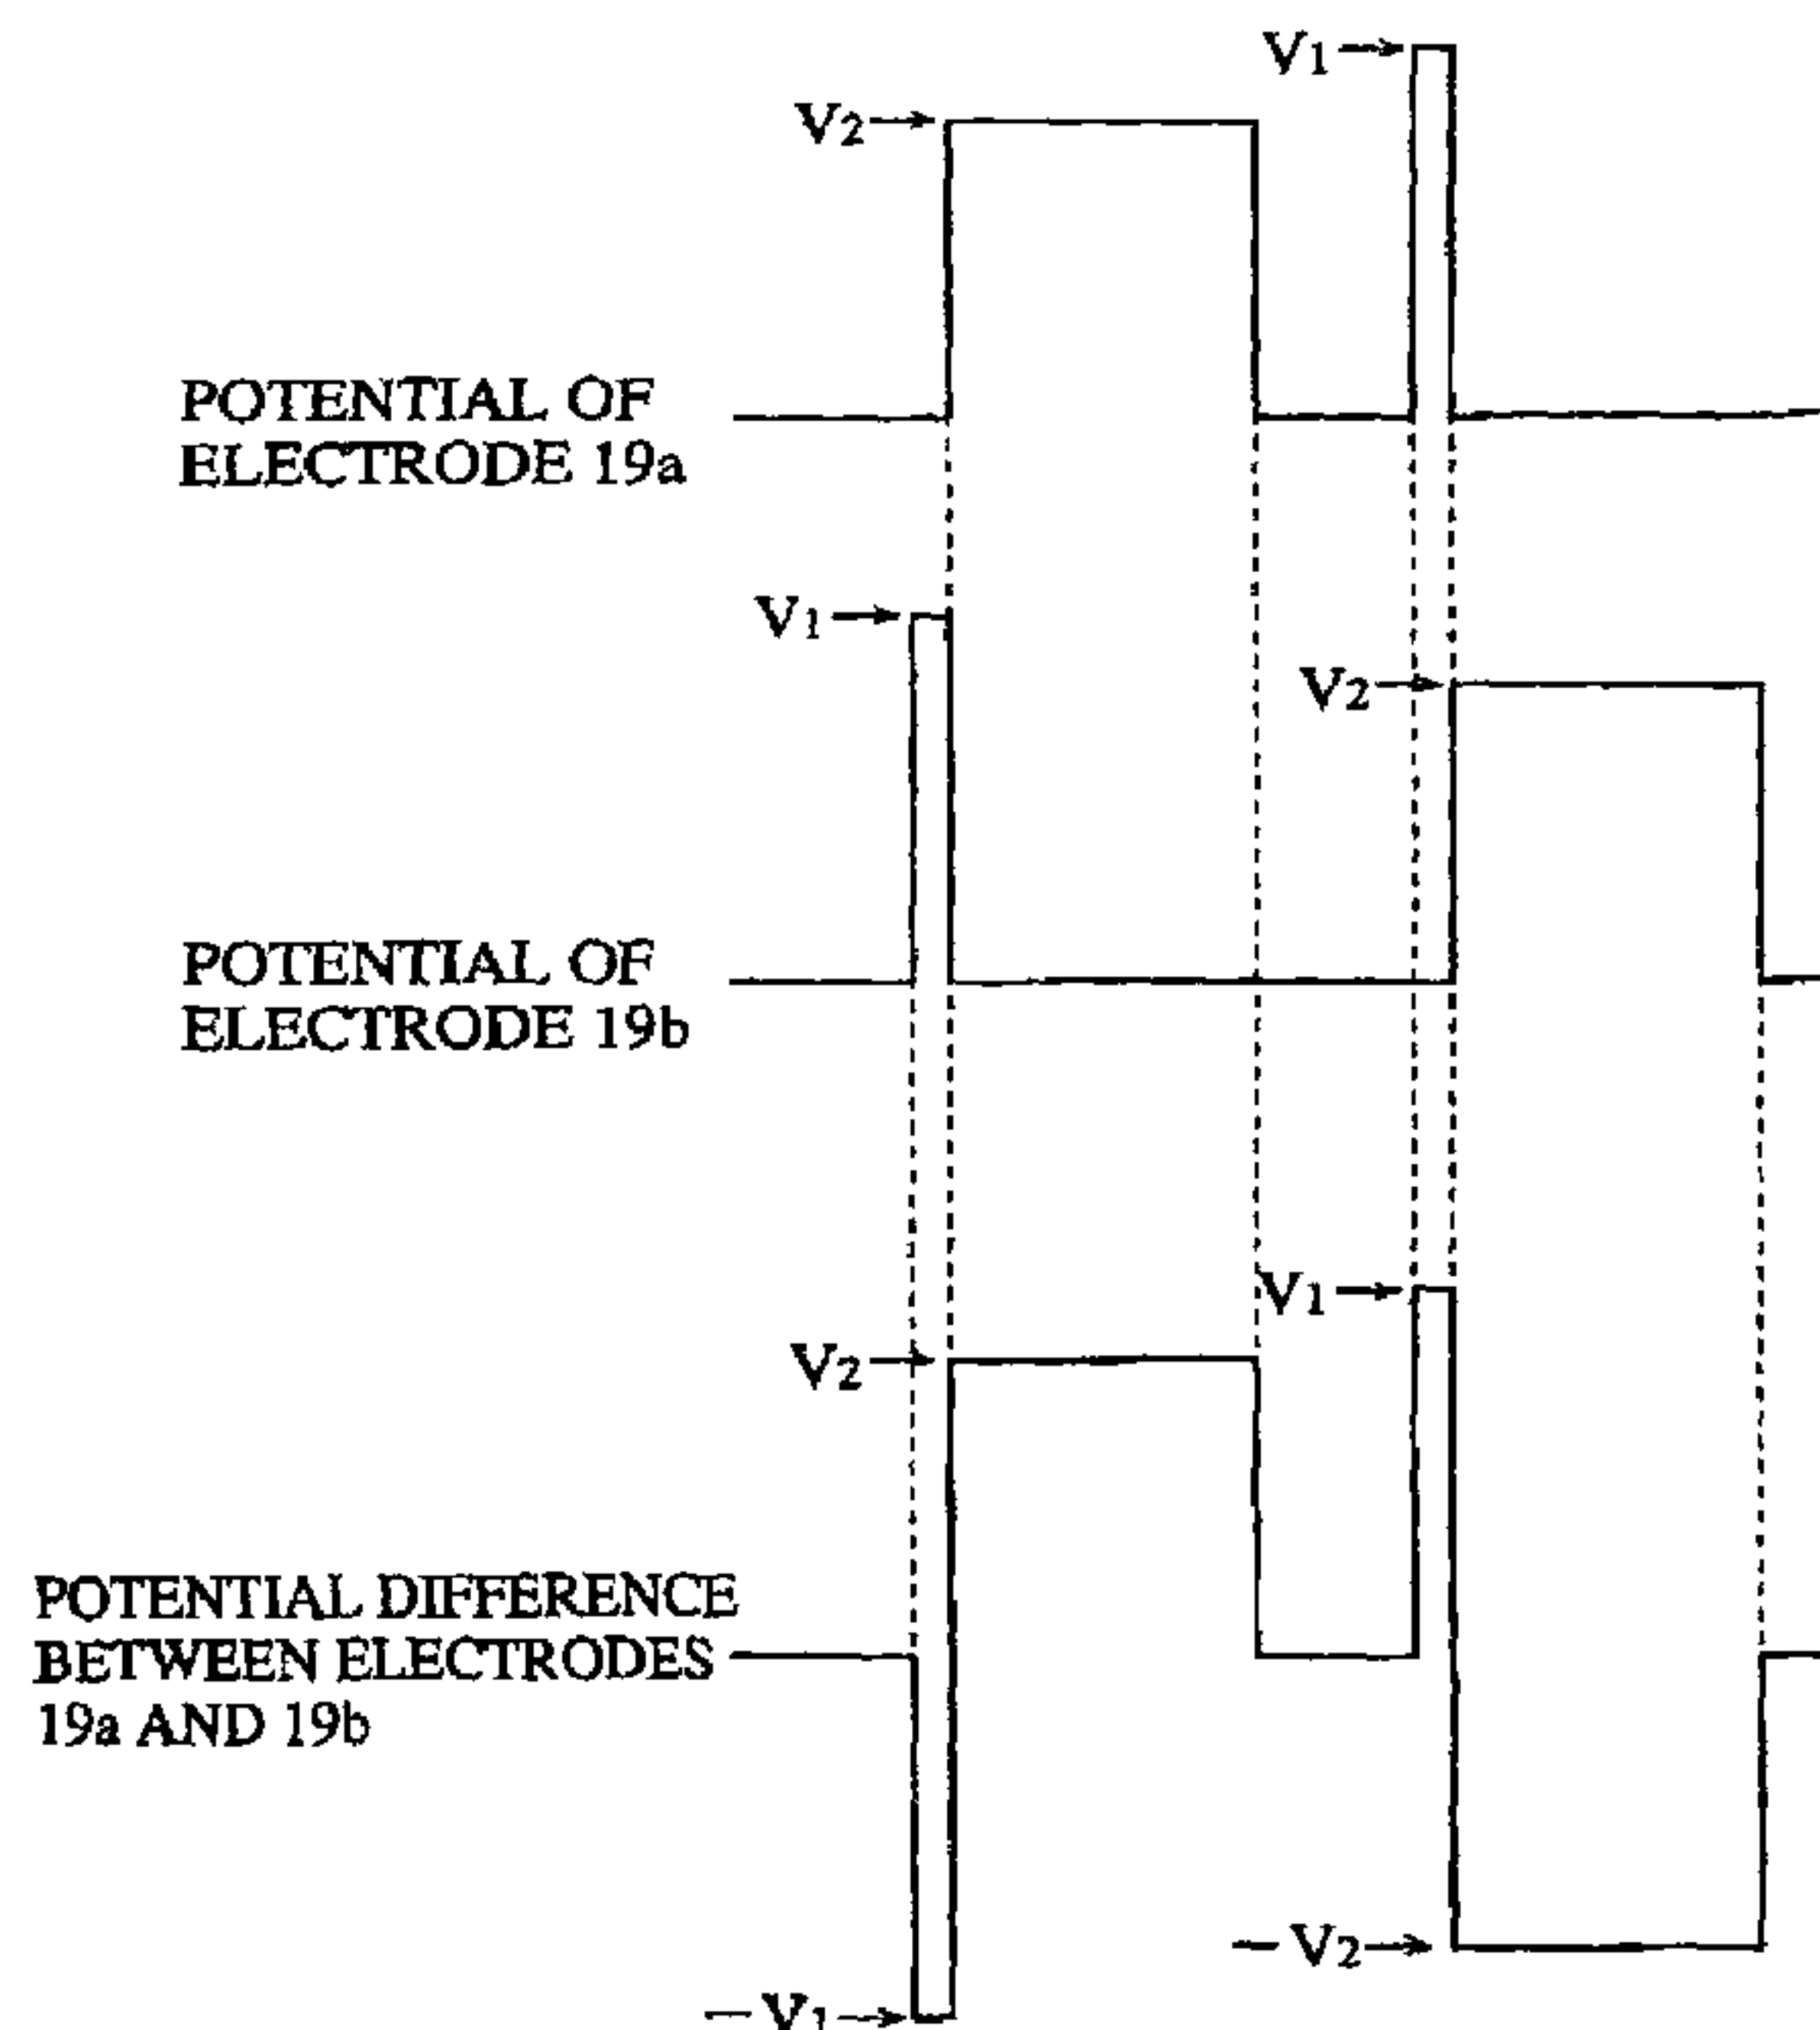 V1
V2
POTENTIAL OF
ELECTRODE 19a
V1
V2
POTENTIAL OF
ELECTRODE 19b
V1
V2
POTENTIAL DIFFERENCE
BETWEEN ELECTRODES
19a AND 19b
– V2
– V1